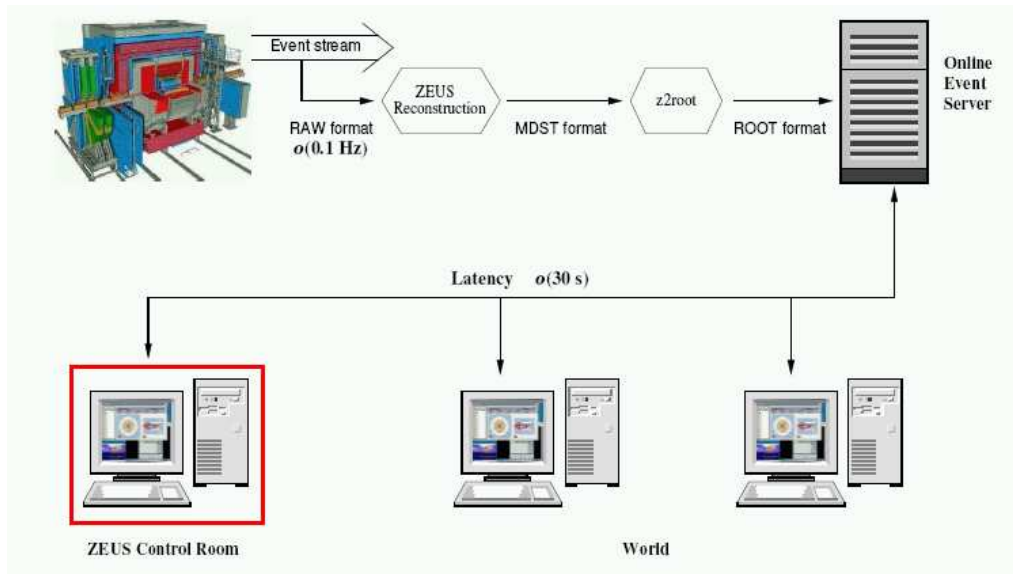 Event stream
ZEUS
Reconstruction
RAW format
o(0.1 Hz)
MDST format
z2root
ROOT format
Online
Event
Server
Latency o(30 s)
ZEUS Control Room
World